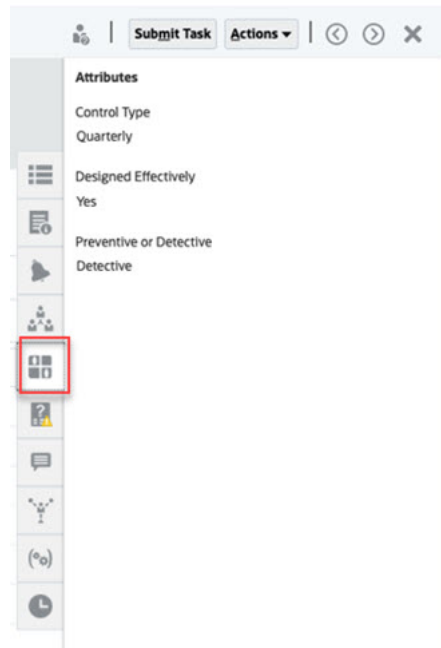 Submit Task Actions
Attributes
Control Type
Quarterly
Designed Effectively
Yes
Preventive or Detective
Detective